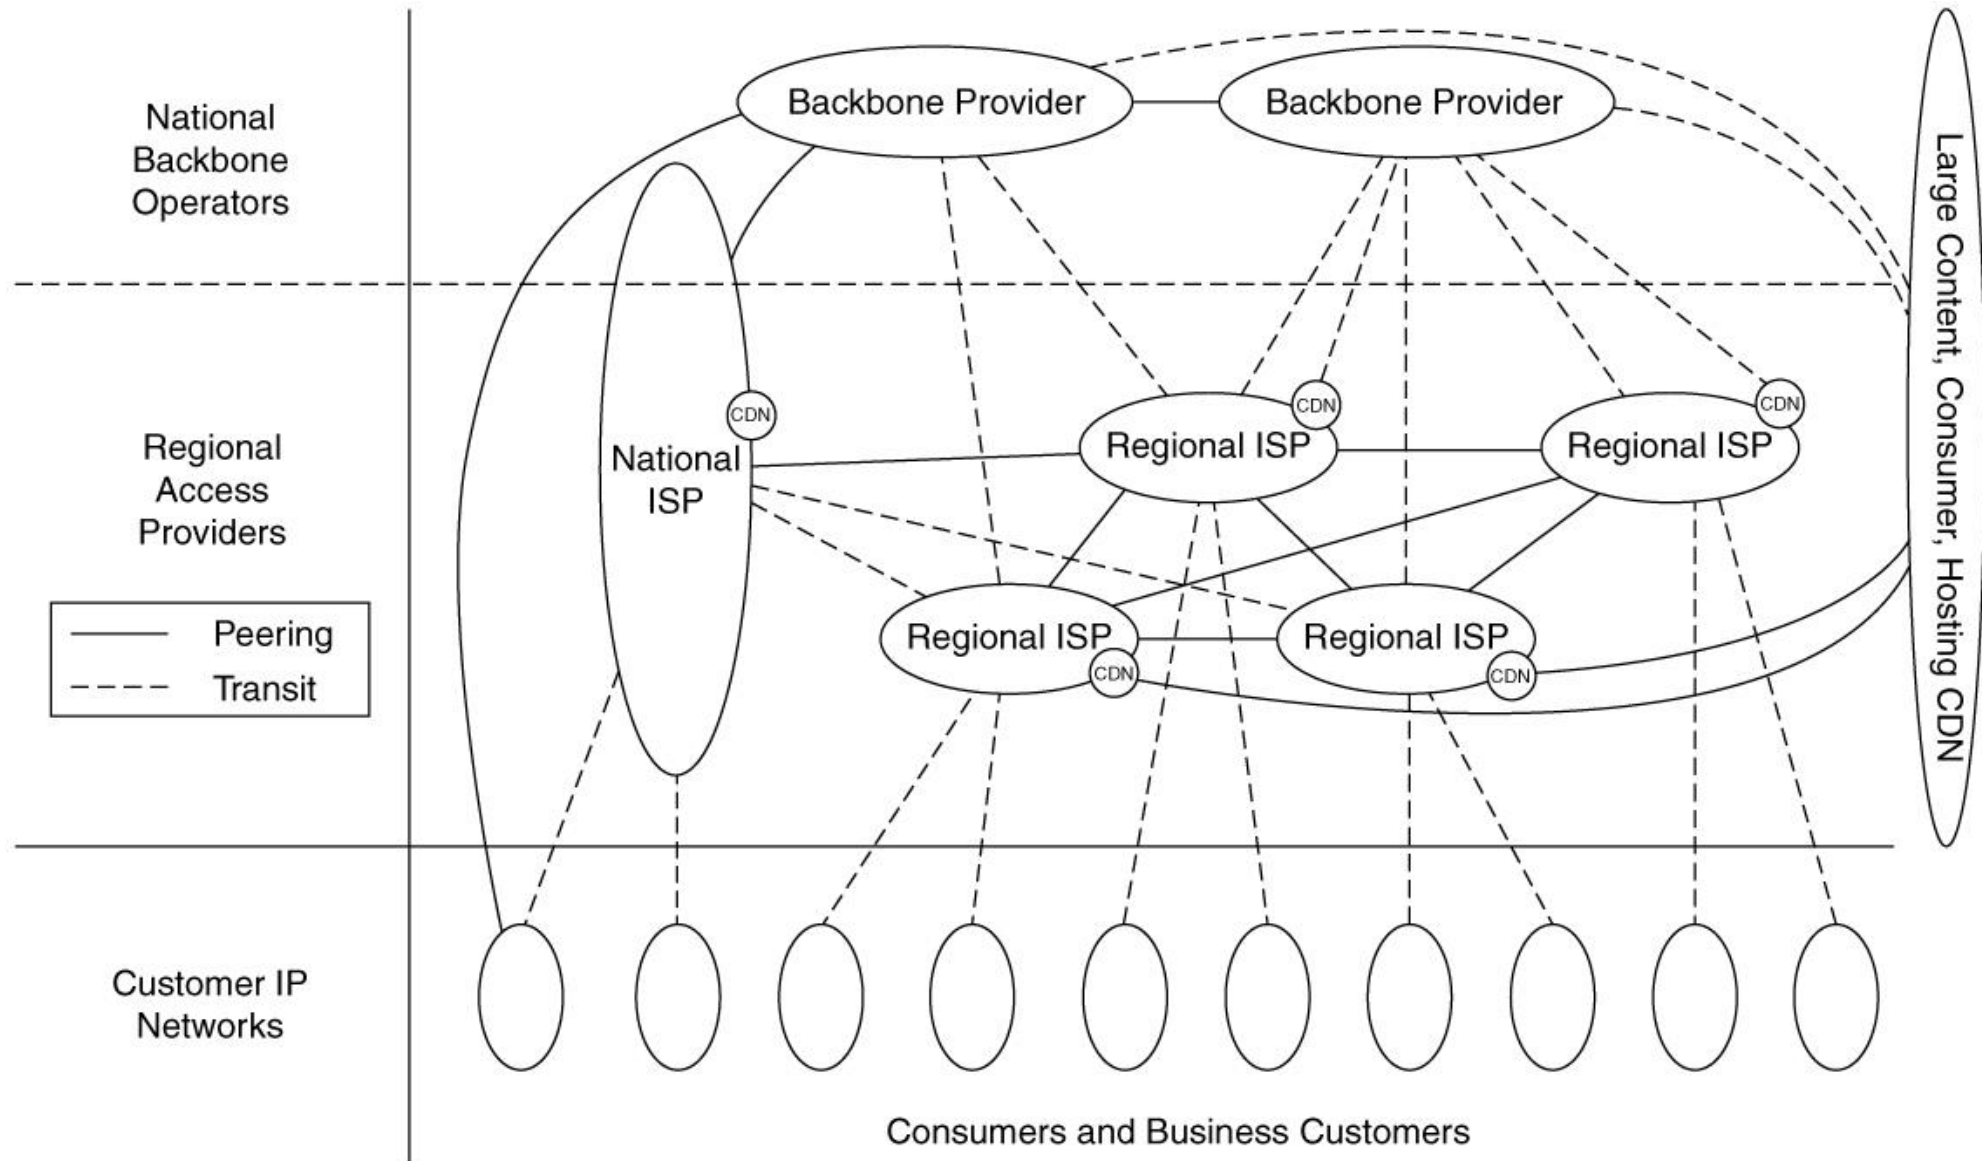 National
Backbone
Operators
Backbone Provider
Backbone Provider
Large Content, Consumer, Hosting CDN
Regional
Access
Providers
National
ISP
CDN
Regional ISP
CDN
Regional ISP
CDN
Regional ISP
CDN
Regional ISP
CDN
Peering
Transit
Customer IP
Networks
Consumers and Business Customers